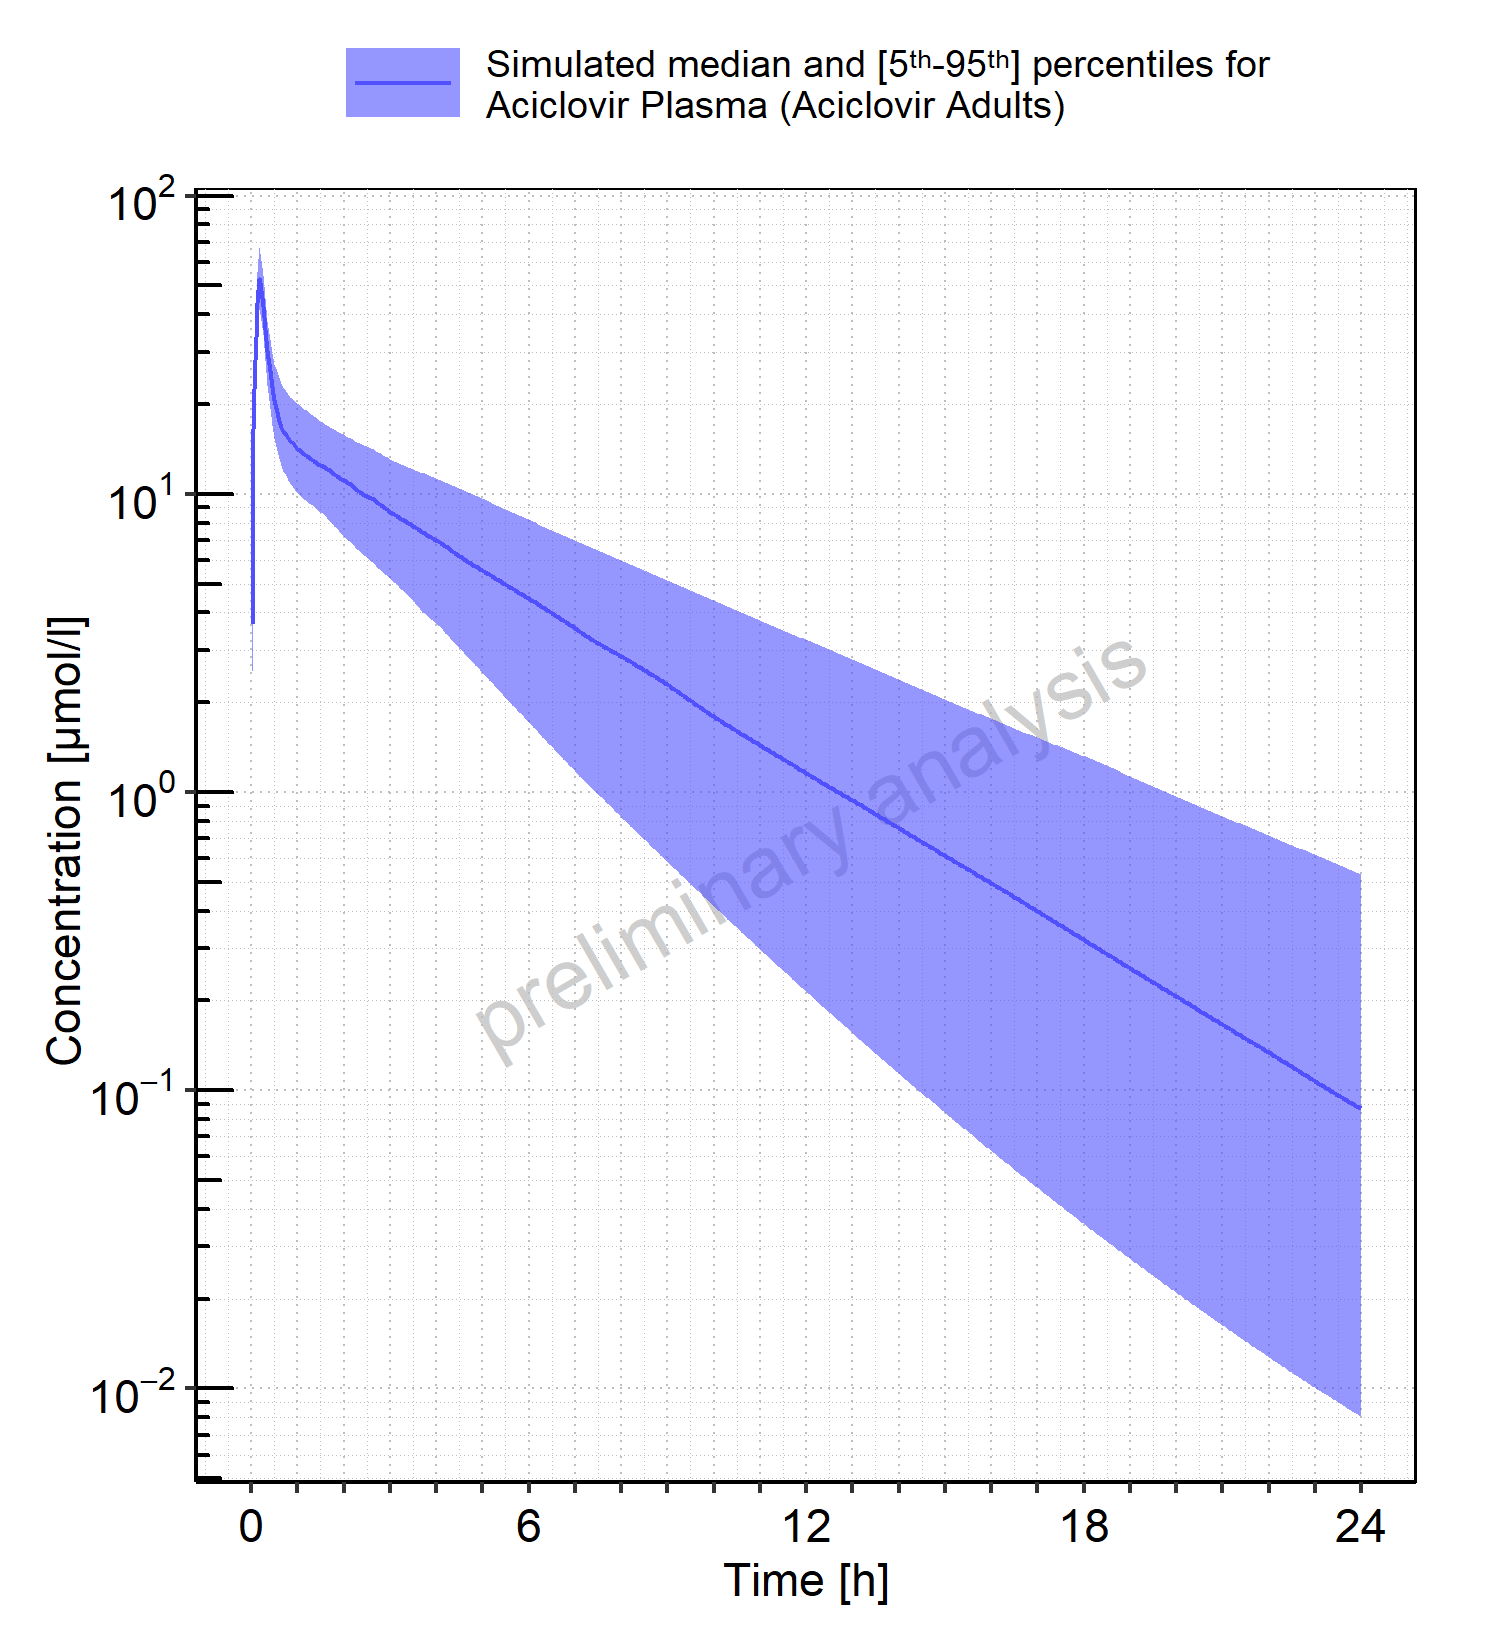 Simulated median and [5ᵗʰ-95ᵗʰ] percentiles for
Aciclovir Plasma (Aciclovir Adults)
10²
10¹
10⁰
10⁻¹
10⁻²
Concentration [µmol/l]
preliminary analysis
0 6 12 18 24
Time [h]